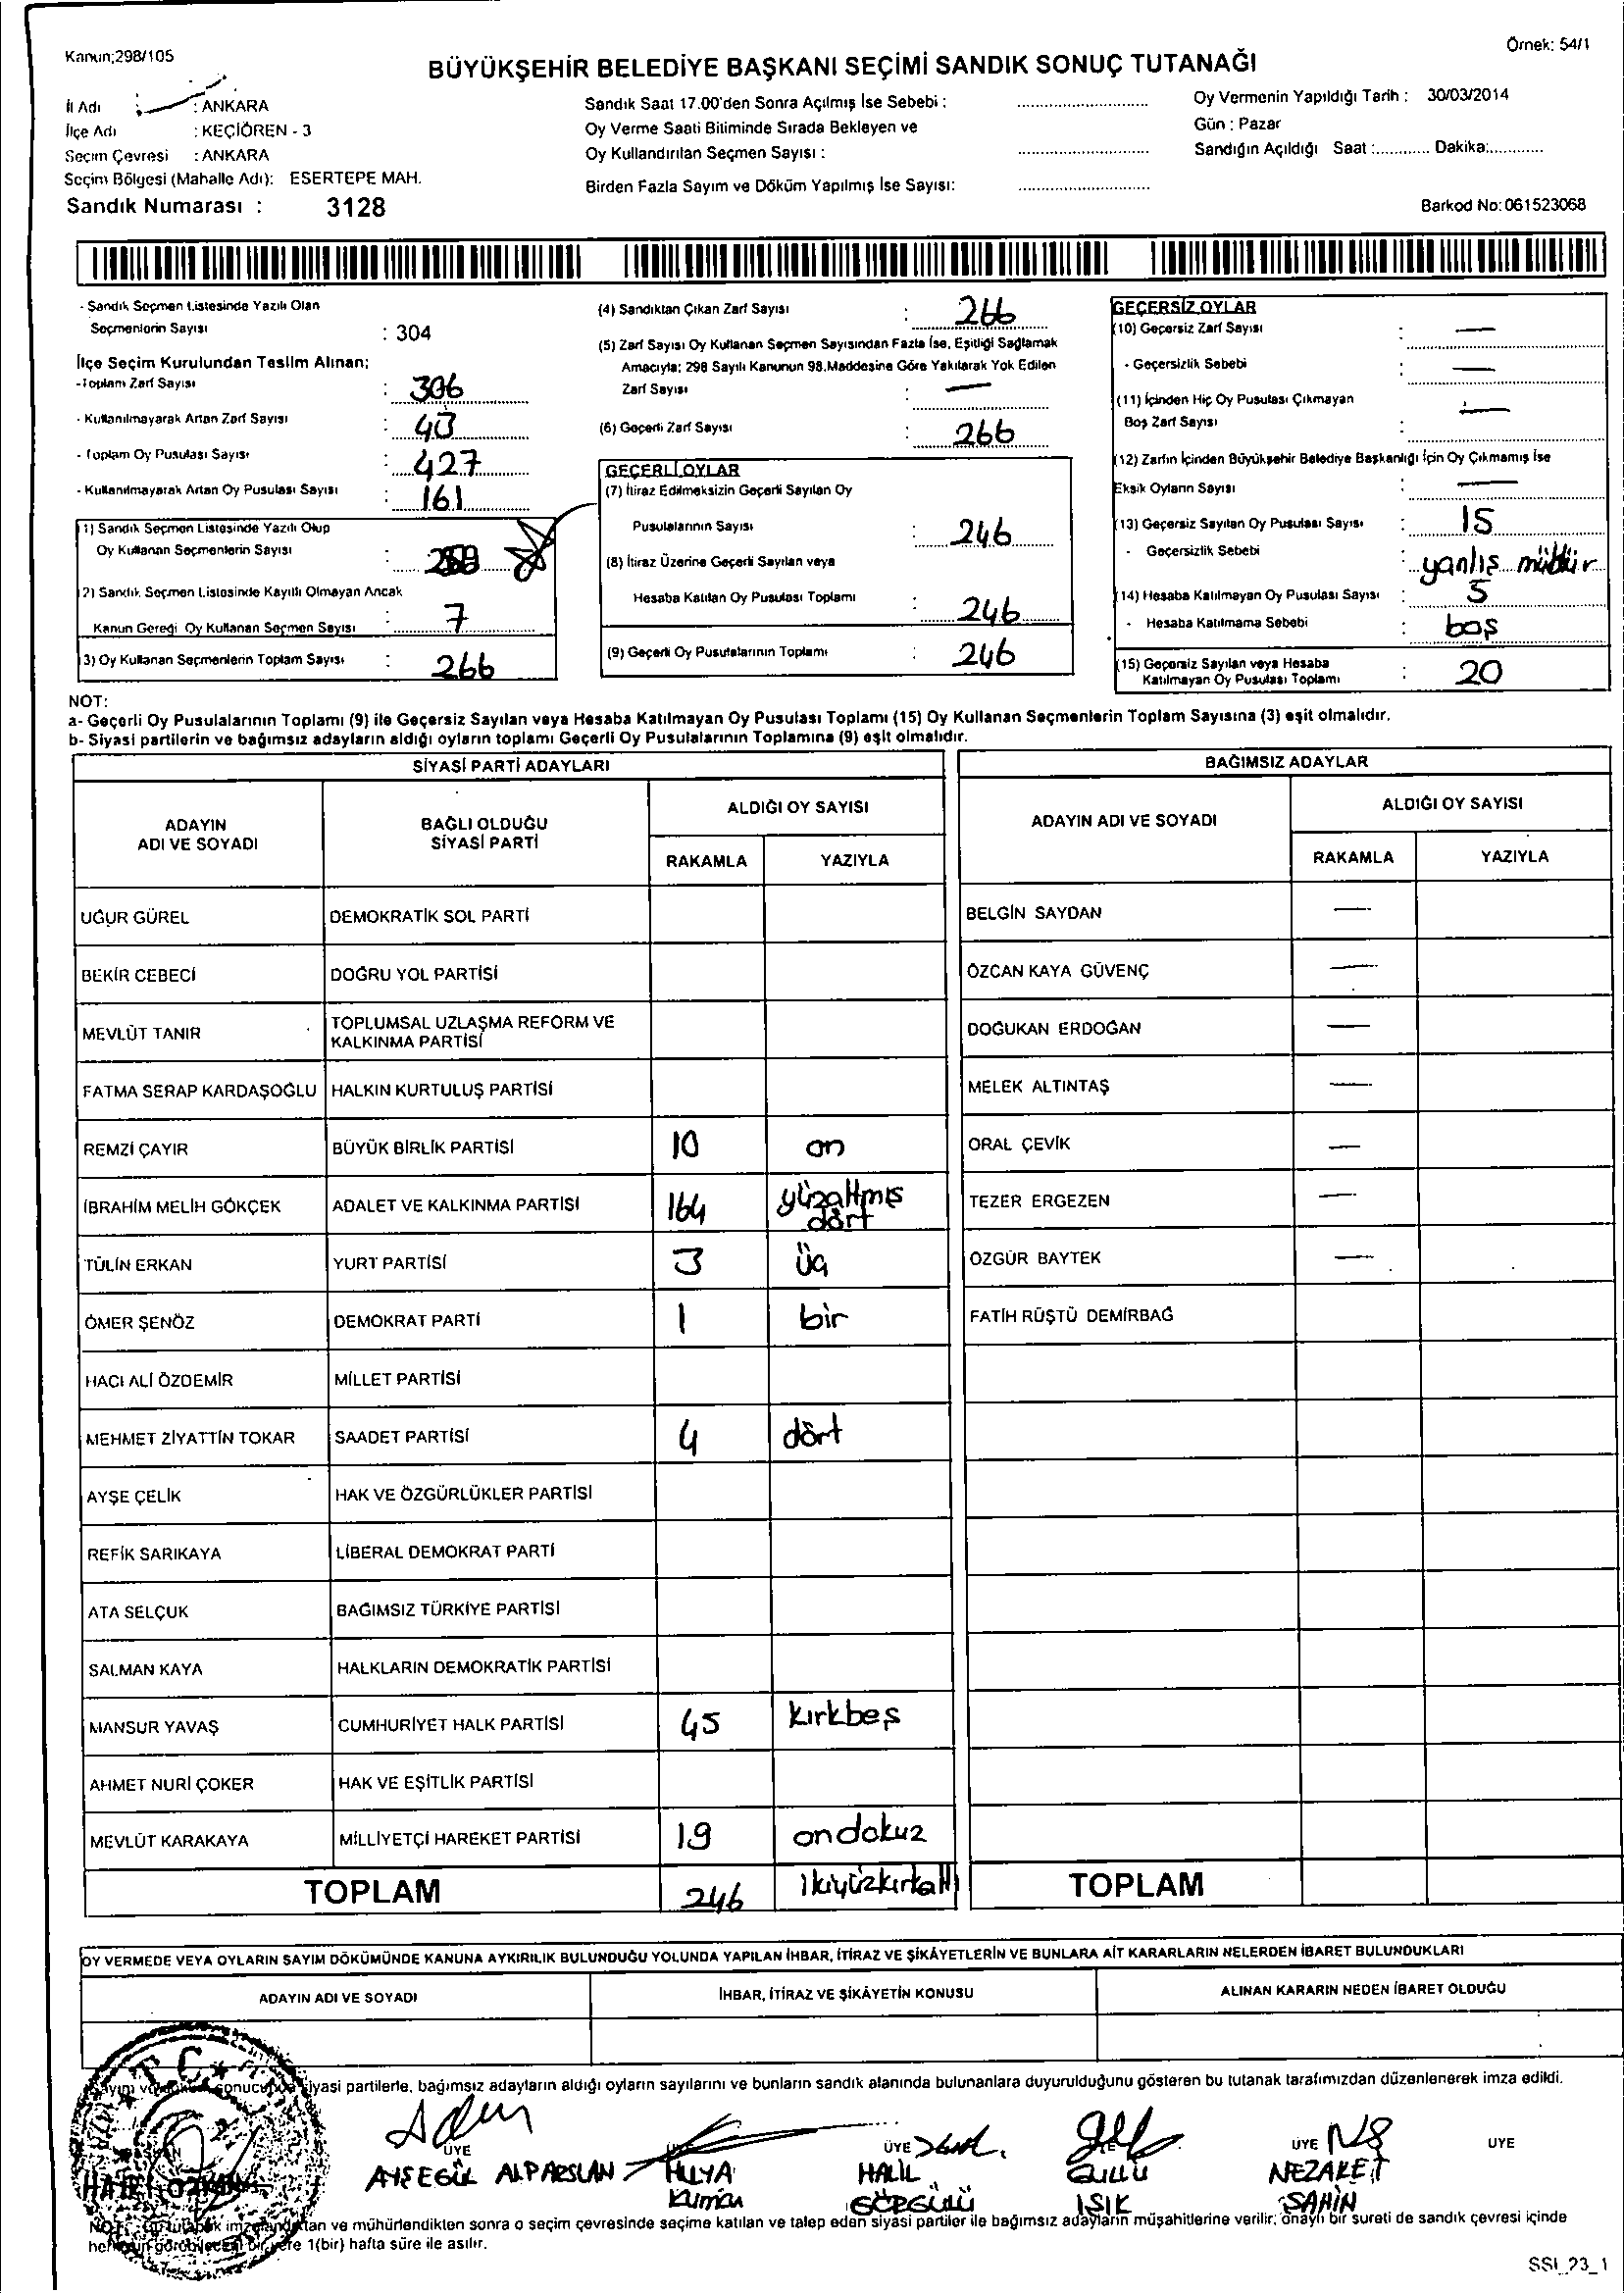 Kanun;298/105
Örnek: 54/1
BÜYÜKŞEHİR BELEDİYE BAŞKANI SEÇİMİ SANDIK SONUÇ TUTANAĞI
İl Adı : ANKARA
İlçe Adı : KEÇİÖREN - 3
Seçim Çevresi : ANKARA
Seçim Bölgesi (Mahalle Adı): ESERTEPE MAH.
Sandık Numarası : 3128
Sandık Saat 17.00'den Sonra Açılmış İse Sebebi :
Oy Verme Saati Bitiminde Sırada Bekleyen ve
Oy Kullandırılan Seçmen Sayısı :
Birden Fazla Sayım ve Döküm Yapılmış İse Sayısı:
Oy Vermenin Yapıldığı Tarih : 30/03/2014
Gün : Pazar
Sandığın Açıldığı Saat :............ Dakika:............
Barkod No:061523068
- Sandık Seçmen Listesinde Yazılı Olan
Seçmenlerin Sayısı : 304
İlçe Seçim Kurulundan Teslim Alınan;
-Toplam Zarf Sayısı : 306
- Kullanılmayarak Artan Zarf Sayısı : 40
- Toplam Oy Pusulası Sayısı : 427
- Kullanılmayarak Artan Oy Pusulası Sayısı : 161
1) Sandık Seçmen Listesinde Yazılı Olup
Oy Kullanan Seçmenlerin Sayısı :
2) Sandık Seçmen Listesinde Kayıtlı Olmayan Ancak
Kanun Gereği Oy Kullanan Seçmen Sayısı : 7
3) Oy Kullanan Seçmenlerin Toplam Sayısı : 266
(4) Sandıktan Çıkan Zarf Sayısı : 266
(5) Zarf Sayısı Oy Kullanan Seçmen Sayısından Fazla İse, Eşitliği Sağlamak
Amacıyla; 298 Sayılı Kanunun 98.Maddesine Göre Yakılarak Yok Edilen
Zarf Sayısı : —
(6) Geçerli Zarf Sayısı : 266
GEÇERLİ OYLAR
(7) İtiraz Edilmeksizin Geçerli Sayılan Oy
Pusulalarının Sayısı : 246
(8) İtiraz Üzerine Geçerli Sayılan veya
Hesaba Katılan Oy Pusulası Toplamı : 246
(9) Geçerli Oy Pusulalarının Toplamı : 246
GEÇERSİZ OYLAR
(10) Geçersiz Zarf Sayısı : —
- Geçersizlik Sebebi : —
(11) İçinden Hiç Oy Pusulası Çıkmayan
Boş Zarf Sayısı : —
(12) Zarfın İçinden Büyükşehir Belediye Başkanlığı İçin Oy Çıkmamış İse
Eksik Oyların Sayısı : —
(13) Geçersiz Sayılan Oy Pusulası Sayısı : 15
- Geçersizlik Sebebi : yanlış mühür
(14) Hesaba Katılmayan Oy Pusulası Sayısı : 5
- Hesaba Katılmama Sebebi : boş
(15) Geçersiz Sayılan veya Hesaba
Katılmayan Oy Pusulası Toplamı : 20
NOT:
a- Geçerli Oy Pusulalarının Toplamı (9) ile Geçersiz Sayılan veya Hesaba Katılmayan Oy Pusulası Toplamı (15) Oy Kullanan Seçmenlerin Toplam Sayısına (3) eşit olmalıdır.
b- Siyasi partilerin ve bağımsız adayların aldığı oyların toplamı Geçerli Oy Pusulalarının Toplamına (9) eşit olmalıdır.
SİYASİ PARTİ ADAYLARI
ADAYIN ADI VE SOYADI BAĞLI OLDUĞU SİYASİ PARTİ ALDIĞI OY SAYISI
RAKAMLA YAZIYLA
UĞUR GÜREL DEMOKRATİK SOL PARTİ
BEKİR CEBECİ DOĞRU YOL PARTİSİ
MEVLÜT TANIR TOPLUMSAL UZLAŞMA REFORM VE
KALKINMA PARTİSİ
FATMA SERAP KARDAŞOĞLU HALKIN KURTULUŞ PARTİSİ
REMZİ ÇAYIR BÜYÜK BİRLİK PARTİSİ 10 on
İBRAHİM MELİH GÖKÇEK ADALET VE KALKINMA PARTİSİ 164 yüzaltmış
dört
TÜLİN ERKAN YURT PARTİSİ 3 üç
ÖMER ŞENÖZ DEMOKRAT PARTİ 1 bir
HACI ALİ ÖZDEMİR MİLLET PARTİSİ
MEHMET ZİYATTİN TOKAR SAADET PARTİSİ 4 dört
AYŞE ÇELİK HAK VE ÖZGÜRLÜKLER PARTİSİ
REFİK SARIKAYA LİBERAL DEMOKRAT PARTİ
ATA SELÇUK BAĞIMSIZ TÜRKİYE PARTİSİ
SALMAN KAYA HALKLARIN DEMOKRATİK PARTİSİ
MANSUR YAVAŞ CUMHURİYET HALK PARTİSİ 45 kırkbeş
AHMET NURİ ÇOKER HAK VE EŞİTLİK PARTİSİ
MEVLÜT KARAKAYA MİLLİYETÇİ HAREKET PARTİSİ 19 ondokuz
TOPLAM 246 ikiyüzkırkaltı
BAĞIMSIZ ADAYLAR
ADAYIN ADI VE SOYADI ALDIĞI OY SAYISI
RAKAMLA YAZIYLA
BELGİN SAYDAN —
ÖZCAN KAYA GÜVENÇ —
DOĞUKAN ERDOĞAN —
MELEK ALTINTAŞ —
ORAL ÇEVİK —
TEZER ERGEZEN —
ÖZGÜR BAYTEK —
FATİH RÜŞTÜ DEMİRBAĞ
TOPLAM
OY VERMEDE VEYA OYLARIN SAYIM DÖKÜMÜNDE KANUNA AYKIRILIK BULUNDUĞU YOLUNDA YAPILAN İHBAR, İTİRAZ VE ŞİKÂYETLERİN VE BUNLARA AİT KARARLARIN NELERDEN İBARET BULUNDUKLARI
ADAYIN ADI VE SOYADI İHBAR, İTİRAZ VE ŞİKÂYETİN KONUSU ALINAN KARARIN NEDEN İBARET OLDUĞU
T.C.
siyasi partilerle, bağımsız adayların aldığı oyların sayılarını ve bunların sandık alanında bulunanlara duyurulduğunu gösteren bu tutanak tarafımızdan düzenlenerek imza edildi.
ÜYE ÜYE ÜYE ÜYE
AYŞEGÜL ALPARSLAN HÜLYA HALİL GÜLLÜ NEZAKET
Kuman GÖRGÜLÜ IŞIK ŞAHİN
ve mühürlendikten sonra o seçim çevresinde seçime katılan ve talep eden siyasi partiler ile bağımsız adayların müşahitlerine verilir; onaylı bir sureti de sandık çevresi içinde
1(bir) hafta süre ile asılır.
SSI_23_1